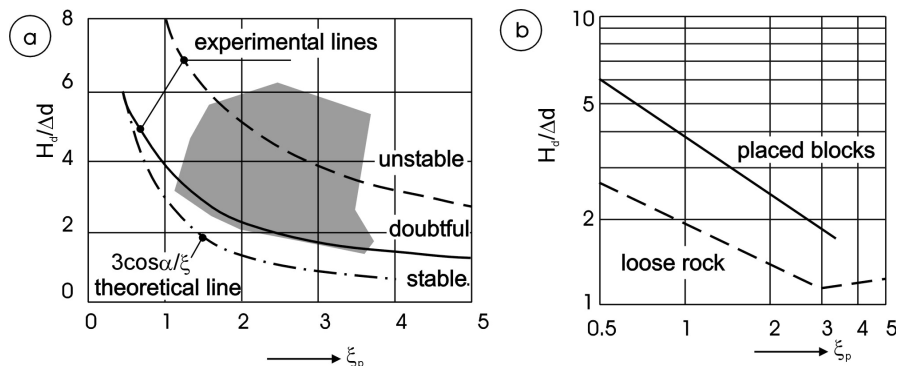 a
8
6
4
2
0
H_d/Δd
experimental lines
unstable
doubtful
3cosα/ξ
theoretical line
stable
0 1 2 3 4 5
ξ_p
b
10
5
2
1
H_d/Δd
placed blocks
loose rock
0.5 1 2 3 4 5
ξ_p